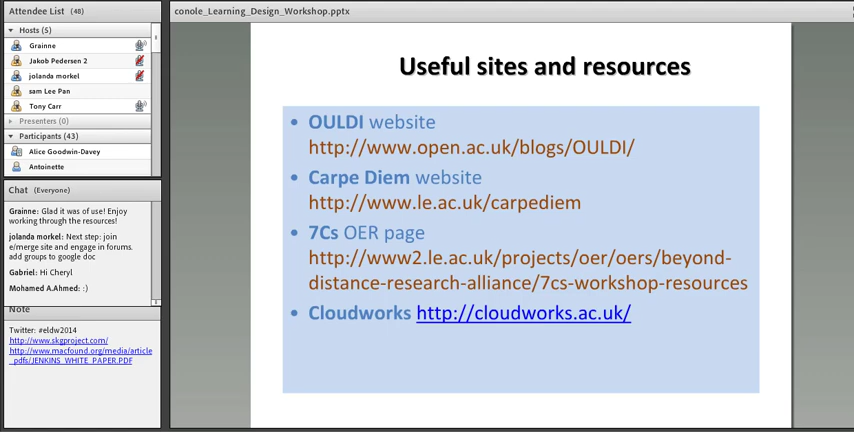 Attendee List (48)
Hosts (5)
Grainne
Jakob Pedersen 2
jolanda morkel
sam Lee Pan
Tony Carr
Presenters (0)
Participants (43)
Alice Goodwin-Davey
Antoinette
Chat (Everyone)
Grainne: Glad it was of use! Enjoy
working through the resources!
jolanda morkel: Next step: join
e/merge site and engage in forums.
add groups to google doc
Gabriel: Hi Cheryl
Mohamed A.Ahmed: :)
Note
Twitter: #eldw2014
http://www.skgproject.com/
http://www.macfound.org/media/article
_pdfs/JENKINS_WHITE_PAPER.PDF
conole_Learning_Design_Workshop.pptx
Useful sites and resources
• OULDI website
http://www.open.ac.uk/blogs/OULDI/
• Carpe Diem website
http://www.le.ac.uk/carpediem
• 7Cs OER page
http://www2.le.ac.uk/projects/oer/oers/beyond-
distance-research-alliance/7cs-workshop-resources
• Cloudworks http://cloudworks.ac.uk/